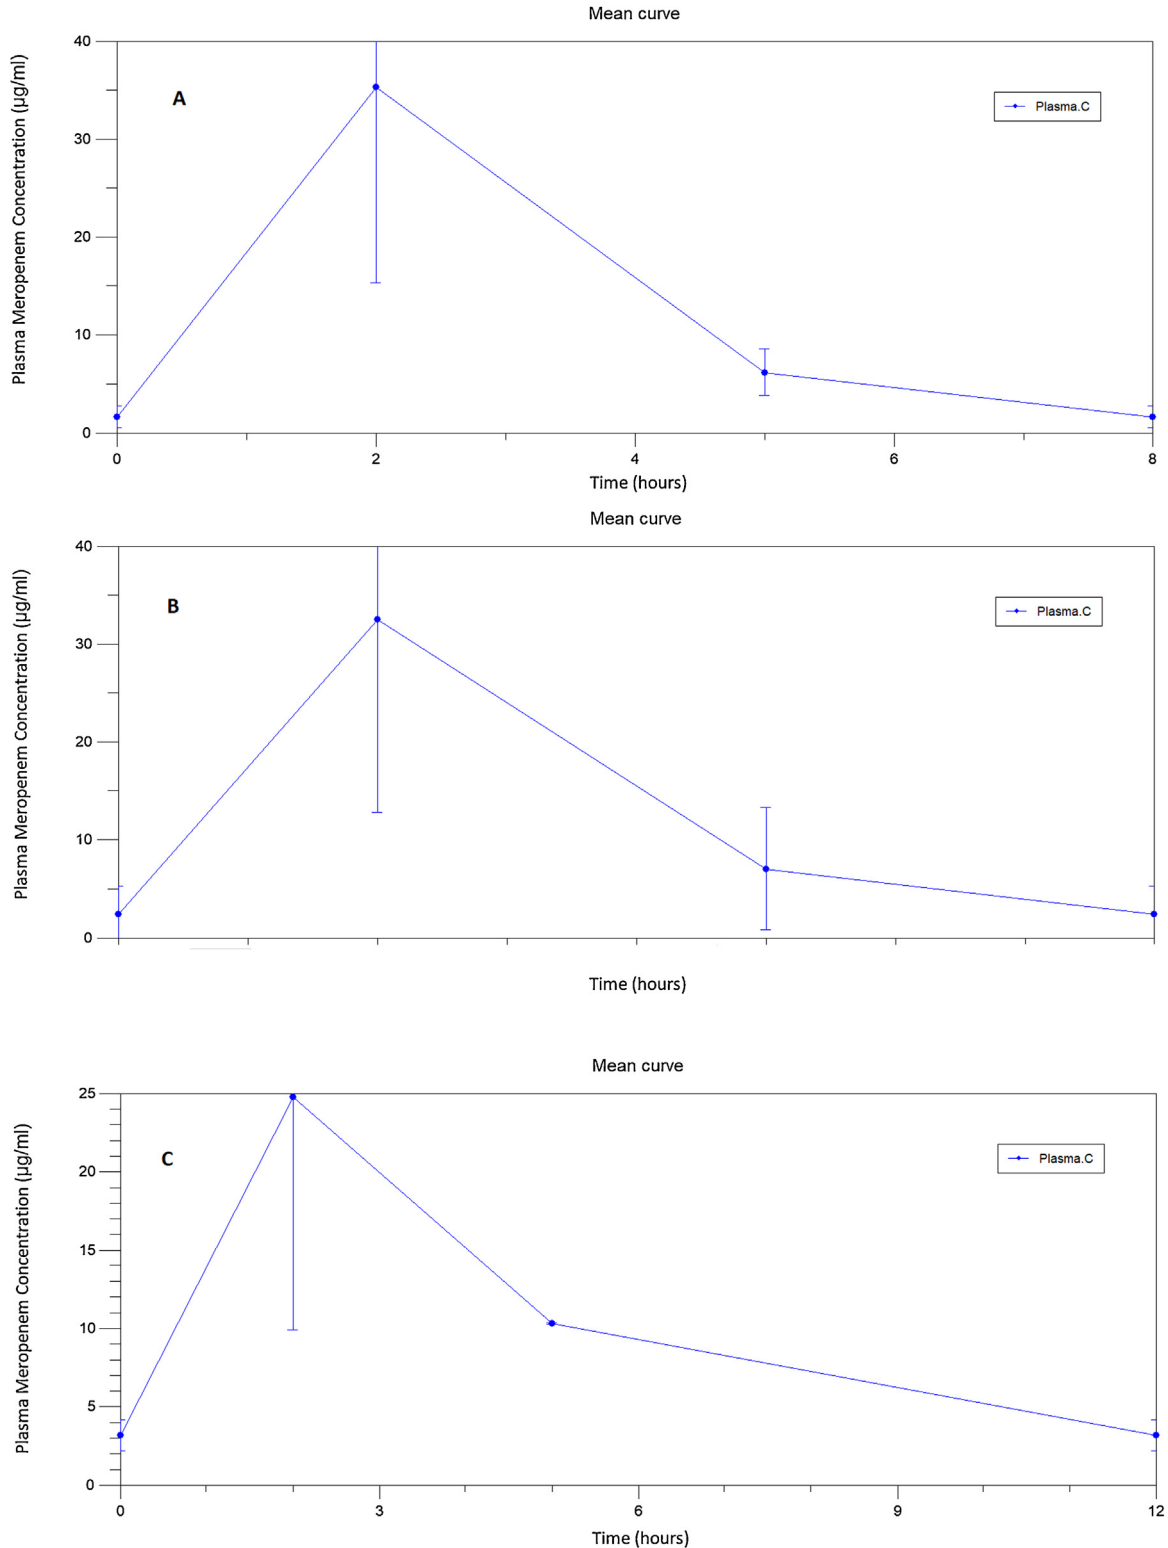 Mean curve
Plasma Meropenem Concentration (µg/ml)
40
30
20
10
0
A
Plasma.C
0 2 4 6 8
Time (hours)
Mean curve
Plasma Meropenem Concentration (µg/ml)
40
30
20
10
0
B
Plasma.C
Time (hours)
Mean curve
Plasma Meropenem Concentration (µg/ml)
25
20
15
10
5
0
C
Plasma.C
0 3 6 9 12
Time (hours)